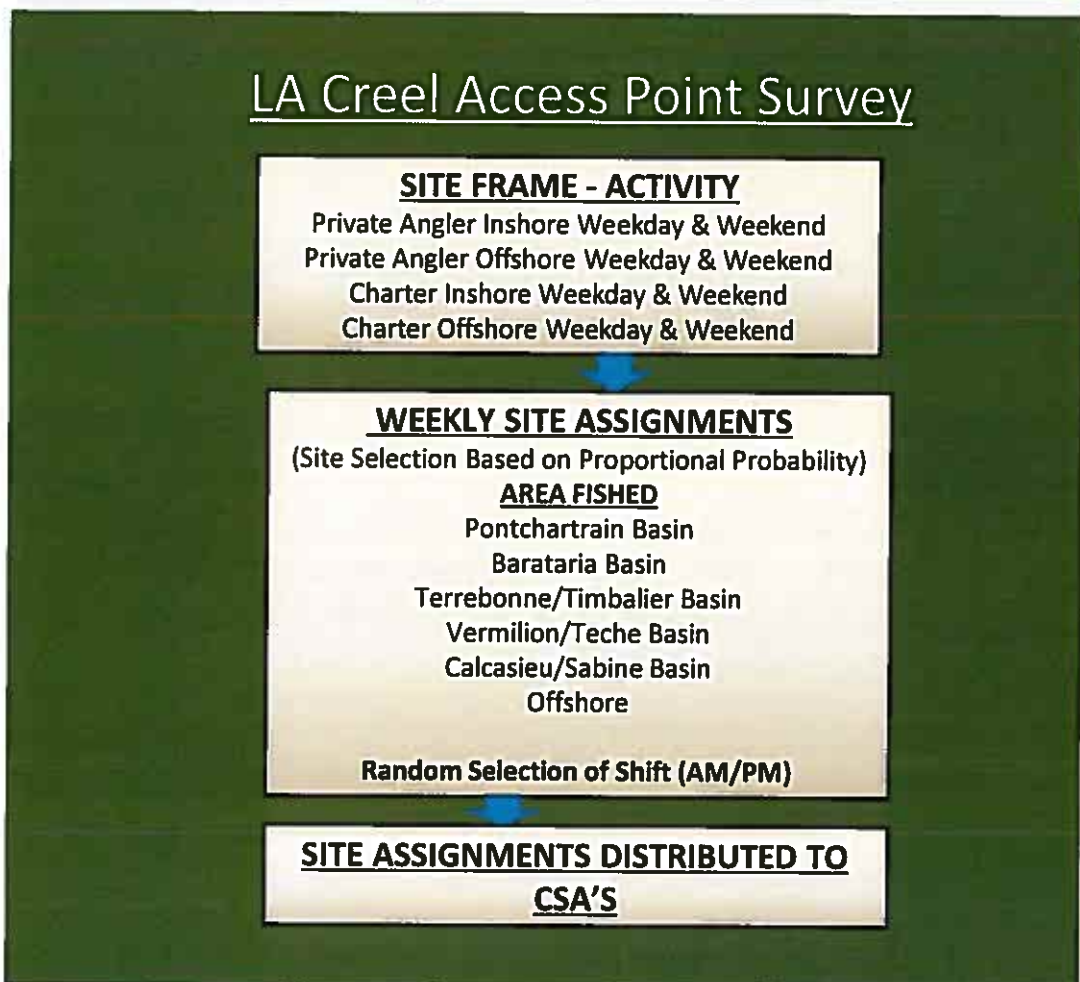 LA Creel Access Point Survey
SITE FRAME - ACTIVITY
Private Angler Inshore Weekday & Weekend
Private Angler Offshore Weekday & Weekend
Charter Inshore Weekday & Weekend
Charter Offshore Weekday & Weekend
WEEKLY SITE ASSIGNMENTS
(Site Selection Based on Proportional Probability)
AREA FISHED
Pontchartrain Basin
Barataria Basin
Terrebonne/Timbalier Basin
Vermilion/Teche Basin
Calcasieu/Sabine Basin
Offshore
Random Selection of Shift (AM/PM)
SITE ASSIGNMENTS DISTRIBUTED TO
CSA'S